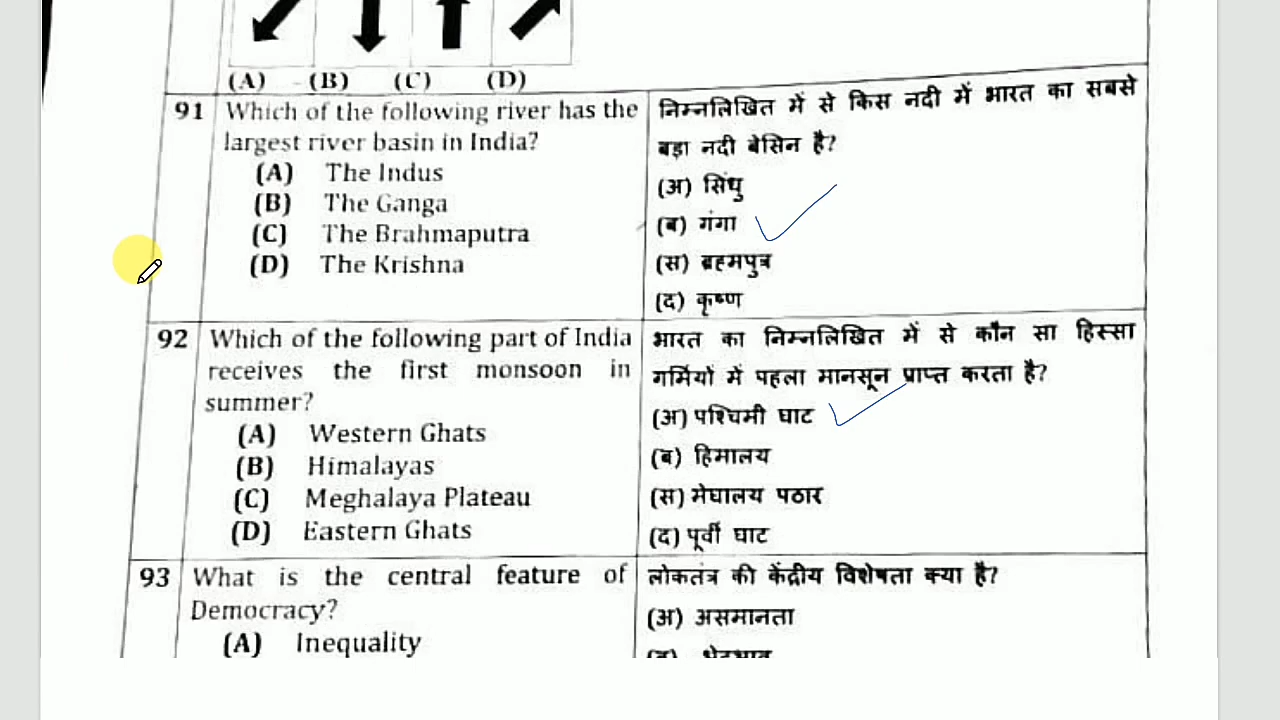 (A) - (B) (C) (D)
91 Which of the following river has the
largest river basin in India?
(A) The Indus
(B) The Ganga
(C) The Brahmaputra
(D) The Krishna
निम्नलिखित में से किस नदी में भारत का सबसे
बड़ा नदी बेसिन है?
(अ) सिंधु
(ब) गंगा
(स) ब्रहमपुत्र
(द) कृष्ण
92 Which of the following part of India
receives the first monsoon in
summer?
(A) Western Ghats
(B) Himalayas
(C) Meghalaya Plateau
(D) Eastern Ghats
भारत का निम्नलिखित में से कौन सा हिस्सा
गर्मियों में पहला मानसून प्राप्त करता है?
(अ) पश्चिमी घाट
(ब) हिमालय
(स) मेघालय पठार
(द) पूर्वी घाट
93 What is the central feature of
Democracy?
(A) Inequality
लोकतंत्र की केंद्रीय विशेषता क्या है?
(अ) असमानता